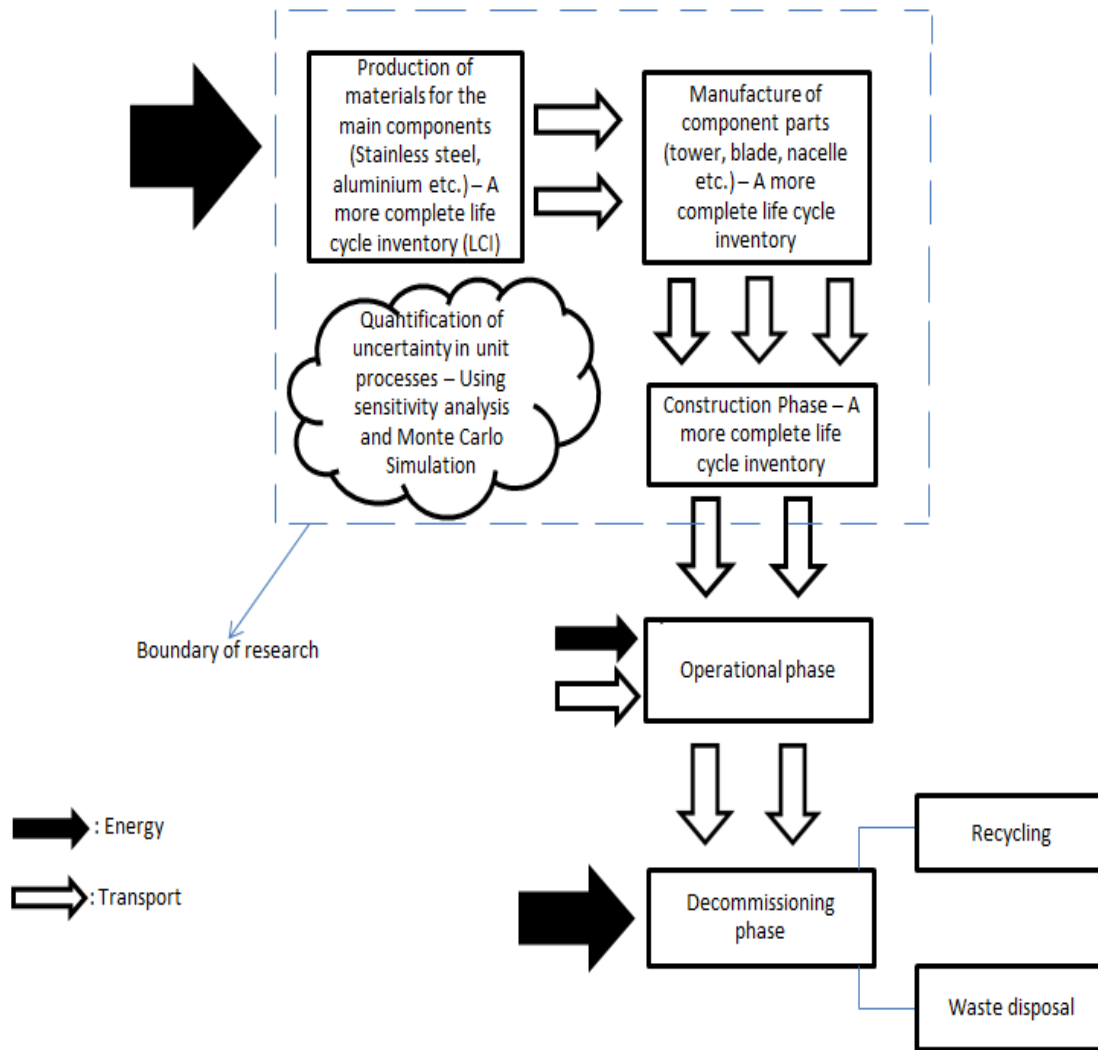 Production of
materials for the
main components
(Stainless steel,
aluminium etc.) – A
more complete life
cycle inventory (LCI)
Manufacture of
component parts
(tower, blade, nacelle
etc.) – A more
complete life cycle
inventory
Quantification of
uncertainty in unit
processes – Using
sensitivity analysis
and Monte Carlo
Simulation
Construction Phase – A
more complete life
cycle inventory
Boundary of research
Operational phase
: Energy
: Transport
Recycling
Decommissioning
phase
Waste disposal